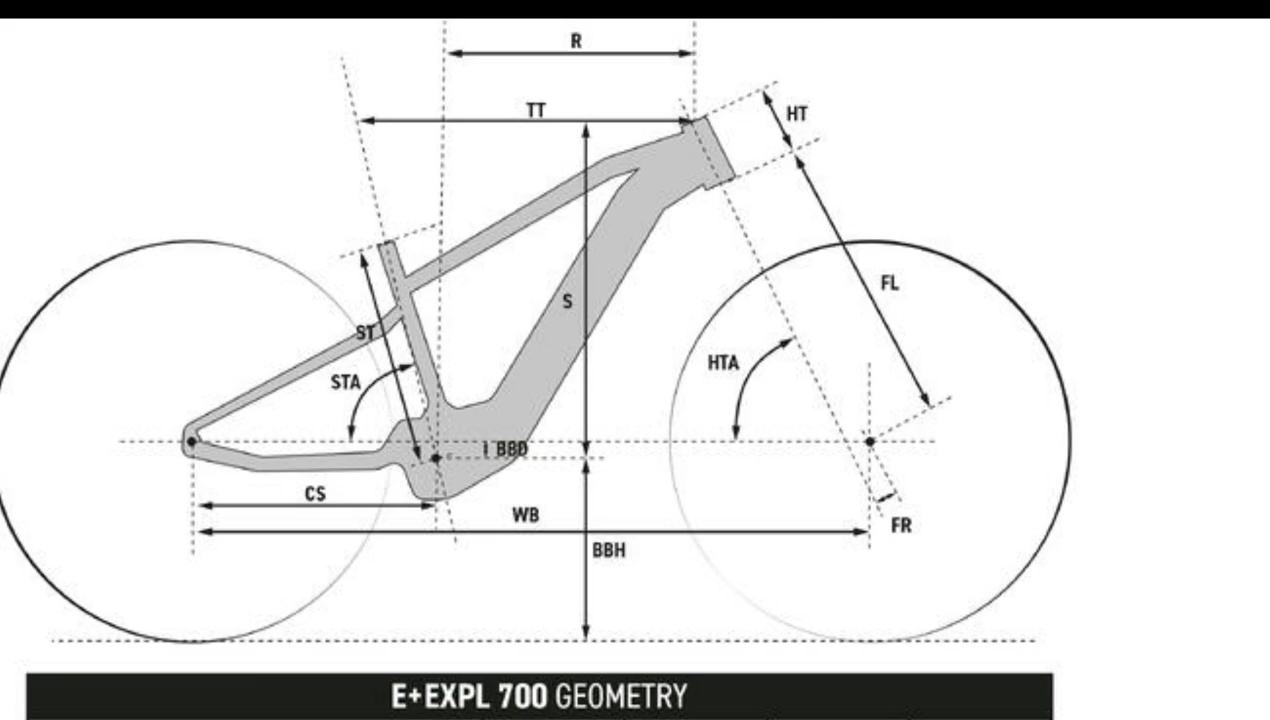 R
TT
HT
S
FL
ST
STA
HTA
BBD
CS
WB
FR
BBH
E+EXPL 700 GEOMETRY